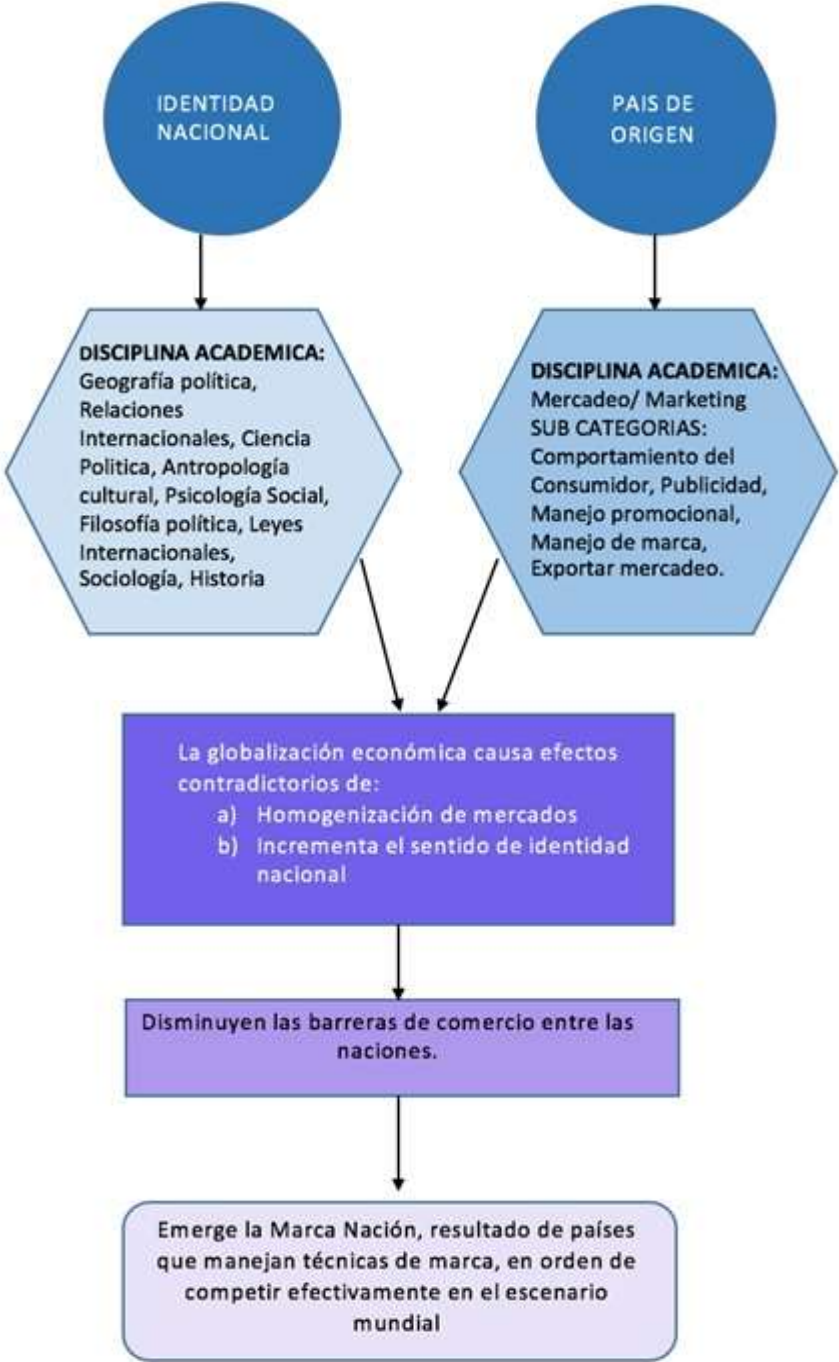 IDENTIDAD
NACIONAL
PAIS DE
ORIGEN
DISCIPLINA ACADEMICA:
Geografía política,
Relaciones
Internacionales, Ciencia
Politica, Antropología
cultural, Psicología Social,
Filosofía política, Leyes
Internacionales,
Sociología, Historia
DISCIPLINA ACADEMICA:
Mercadeo/ Marketing
SUB CATEGORIAS:
Comportamiento del
Consumidor, Publicidad,
Manejo promocional,
Manejo de marca,
Exportar mercadeo.
La globalización económica causa efectos
contradictorios de:
a) Homogenización de mercados
b) Incrementa el sentido de identidad
nacional
Disminuyen las barreras de comercio entre las
naciones.
Emerge la Marca Nación, resultado de países
que manejan técnicas de marca, en orden de
competir efectivamente en el escenario
mundial